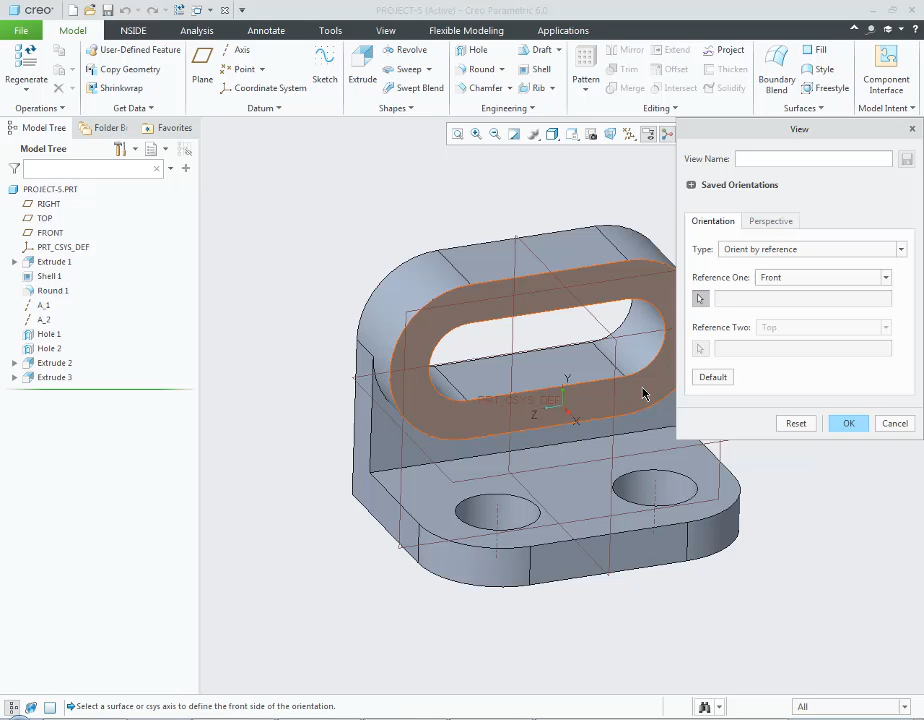 creo PROJECT-5 (Active) - Creo Parametric 6.0
File Model NSIDE Analysis Annotate Tools View Flexible Modeling Applications
User-Defined Feature Axis Revolve Hole Draft Mirror Extend Project Fill
Copy Geometry Point Sweep Round Shell Trim Offset Thicken Style
Regenerate Shrinkwrap Plane Coordinate System Sketch Extrude Swept Blend Chamfer Rib Pattern Merge Intersect Solidify Boundary Blend Freestyle Component Interface
Operations Get Data Datum Shapes Engineering Editing Surfaces Model Intent
Model Tree Folder Br Favorites
Model Tree
PROJECT-5.PRT
RIGHT
TOP
FRONT
PRT_CSYS_DEF
Extrude 1
Shell 1
Round 1
A_1
A_2
Hole 1
Hole 2
Extrude 2
Extrude 3
PRT_CSYS_DEF
Y
Z
X
View
View Name:
Saved Orientations
Orientation Perspective
Type: Orient by reference
Reference One: Front
Reference Two: Top
Default
Reset OK Cancel
Select a surface or csys axis to define the front side of the orientation.
All